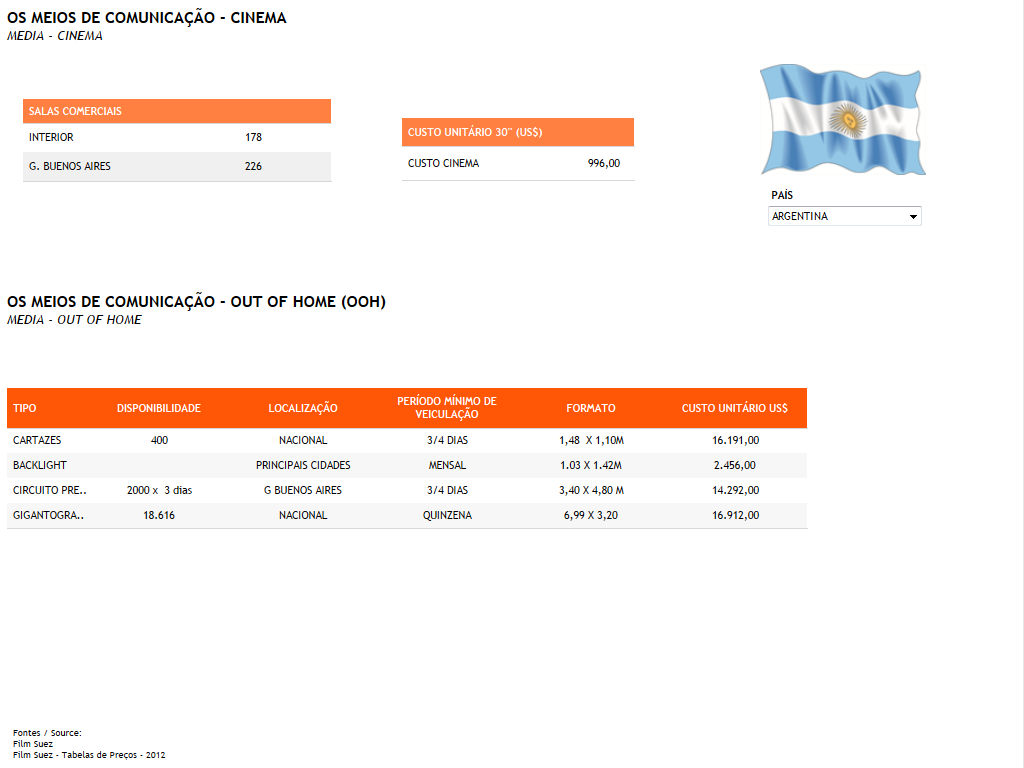 OS MEIOS DE COMUNICAÇÃO - CINEMA
MEDIA - CINEMA
SALAS COMERCIAIS
INTERIOR 178
G. BUENOS AIRES 226
CUSTO UNITÁRIO 30" (US$)
CUSTO CINEMA 996,00
PAÍS
ARGENTINA
OS MEIOS DE COMUNICAÇÃO - OUT OF HOME (OOH)
MEDIA - OUT OF HOME
TIPO DISPONIBILIDADE LOCALIZAÇÃO PERÍODO MÍNIMO DE VEICULAÇÃO FORMATO CUSTO UNITÁRIO US$
CARTAZES 400 NACIONAL 3/4 DIAS 1,48 X 1,10M 16.191,00
BACKLIGHT PRINCIPAIS CIDADES MENSAL 1.03 X 1.42M 2.456,00
CIRCUITO PRE.. 2000 x 3 dias G BUENOS AIRES 3/4 DIAS 3,40 X 4,80 M 14.292,00
GIGANTOGRA.. 18.616 NACIONAL QUINZENA 6,99 X 3,20 16.912,00
Fontes / Source:
Film Suez
Film Suez - Tabelas de Preços - 2012